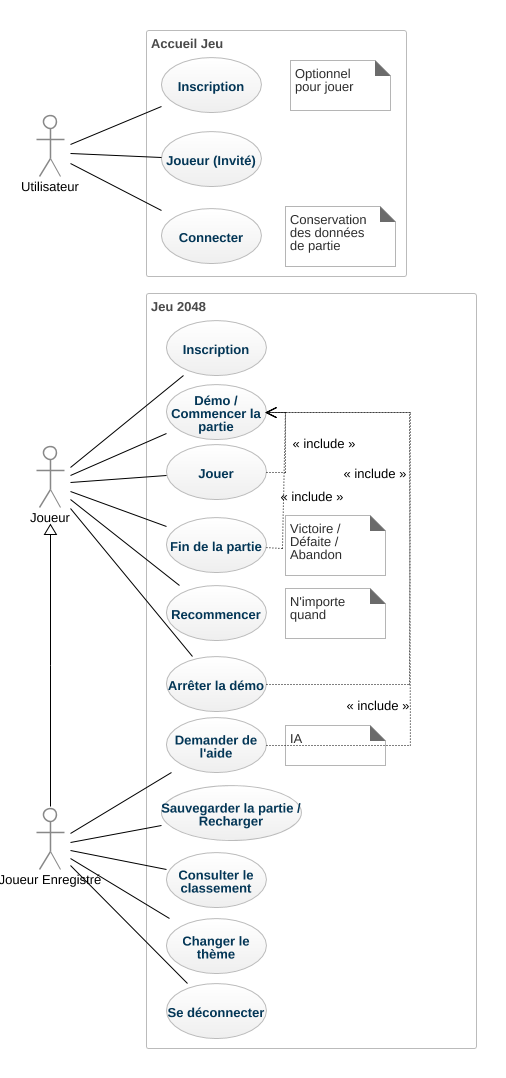 Accueil Jeu
Inscription
Optionnel
pour jouer
Joueur (Invité)
Utilisateur
Connecter
Conservation
des données
de partie
Jeu 2048
Inscription
Démo /
Commencer la
partie
« include »
Jouer
« include »
« include »
Joueur
Fin de la partie
Victoire /
Défaite /
Abandon
Recommencer
N'importe
quand
Arrêter la démo
« include »
Demander de
l'aide
IA
Sauvegarder la partie /
Recharger
Joueur Enregistré
Consulter le
classement
Changer le
thème
Se déconnecter